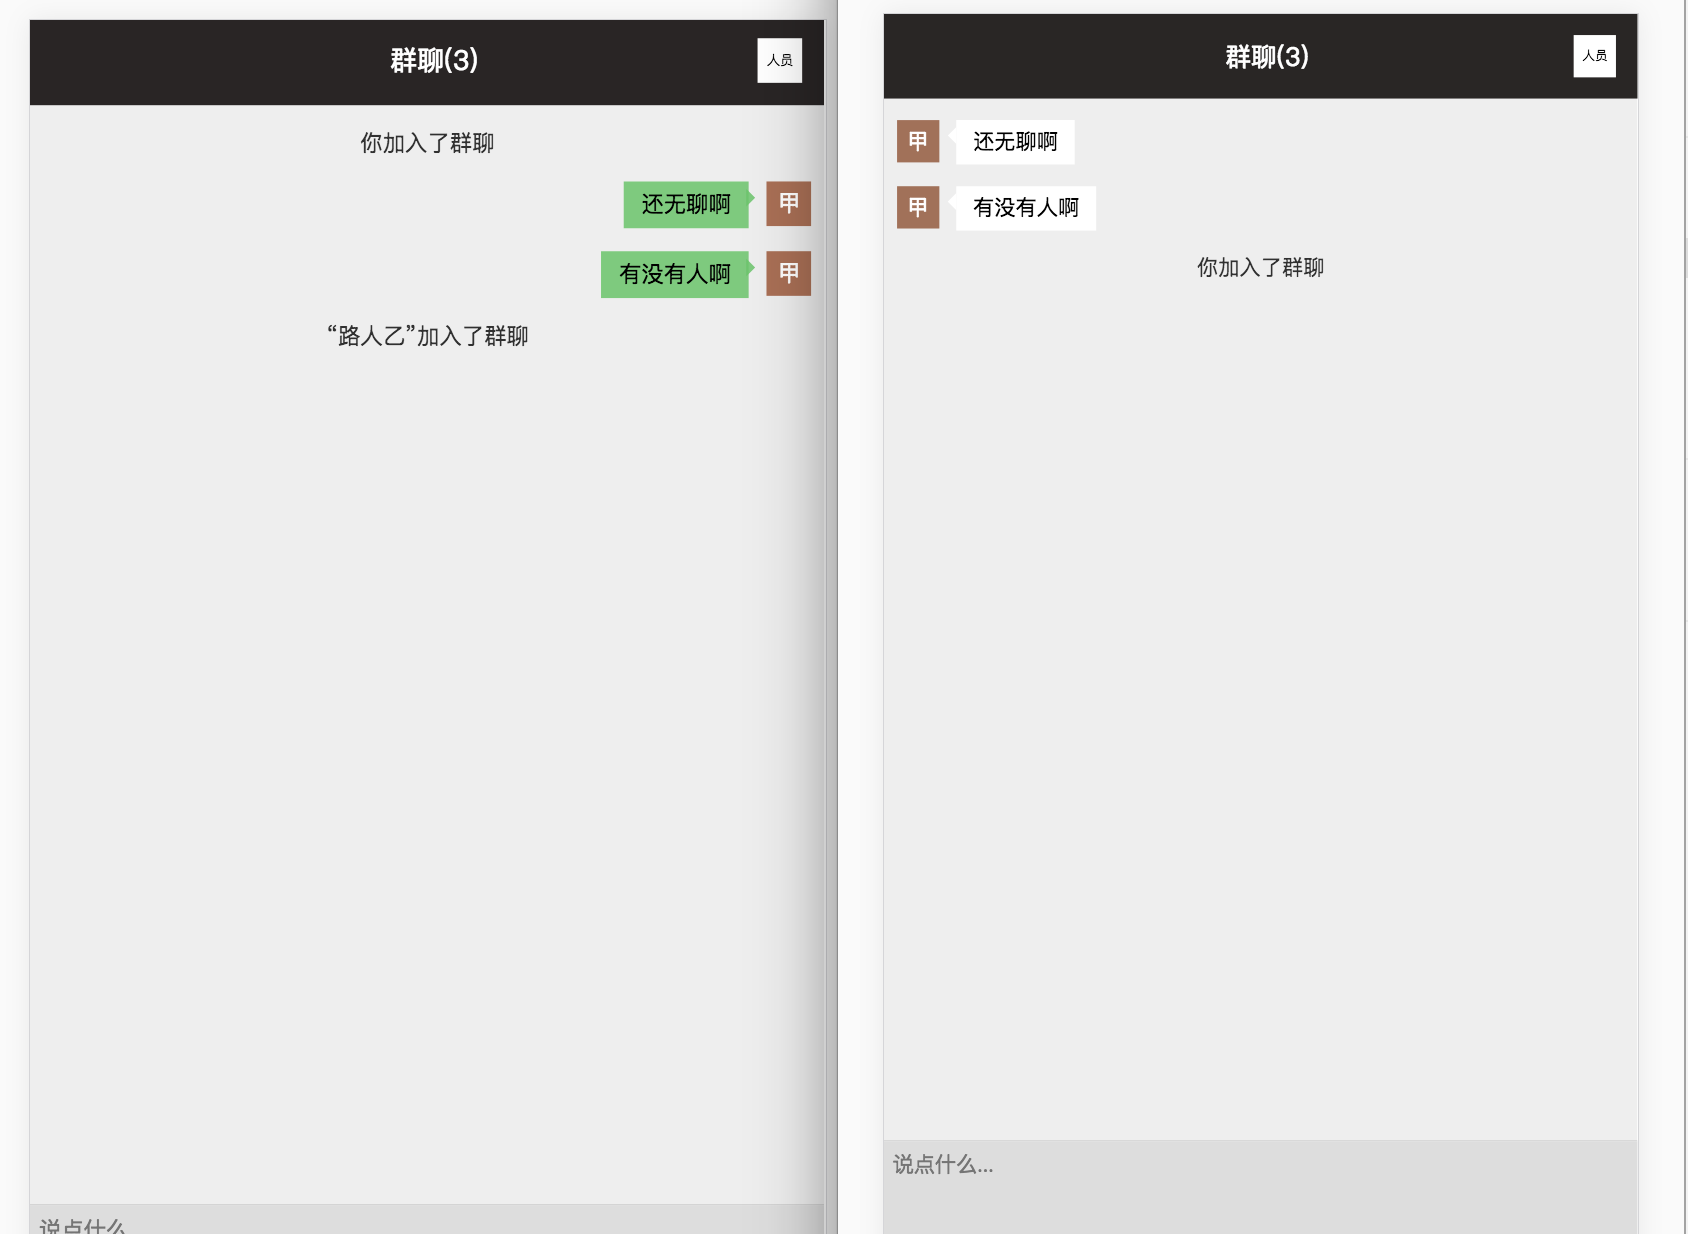 群聊(3)
人员
你加入了群聊
还无聊啊
甲
有没有人啊
甲
“路人乙”加入了群聊
说点什么
群聊(3)
人员
甲
还无聊啊
甲
有没有人啊
你加入了群聊
说点什么...